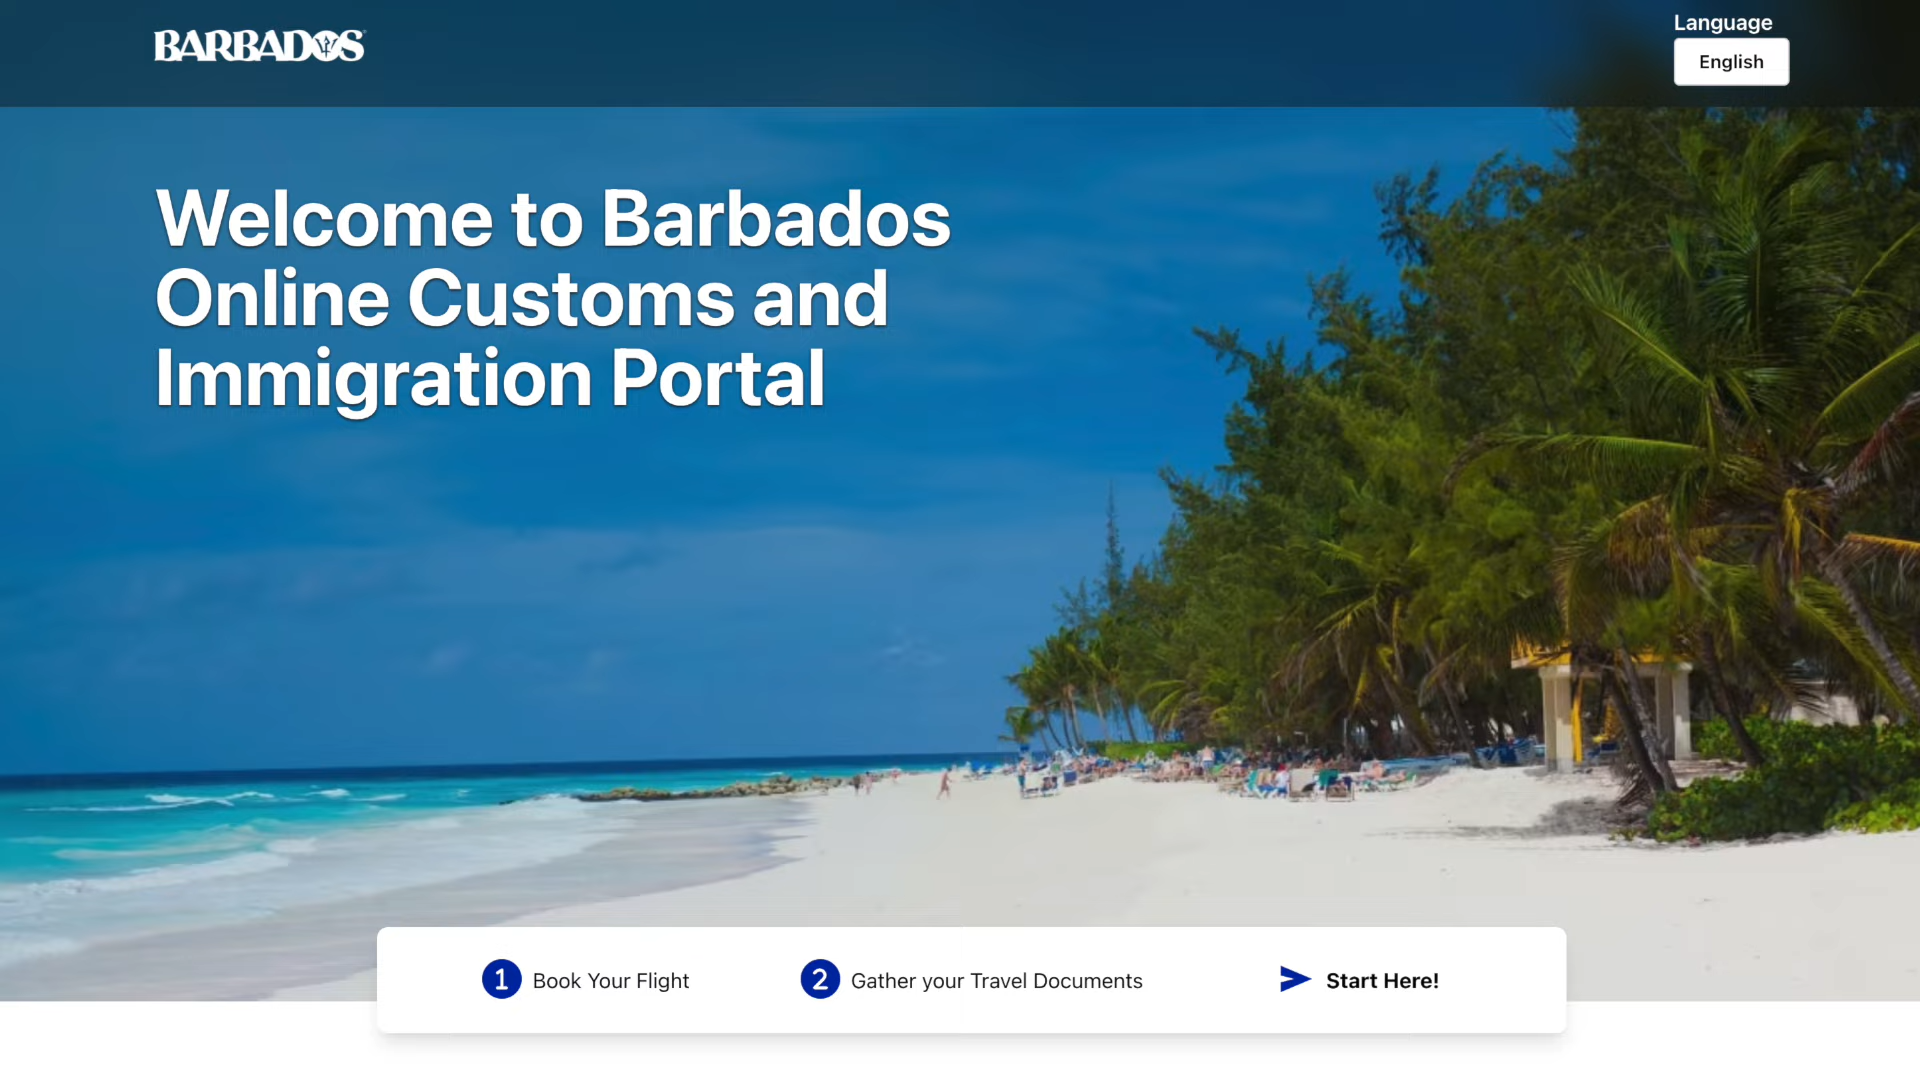 BARBADOS
Language
English
Welcome to Barbados
Online Customs and
Immigration Portal
1 Book Your Flight
2 Gather your Travel Documents
Start Here!